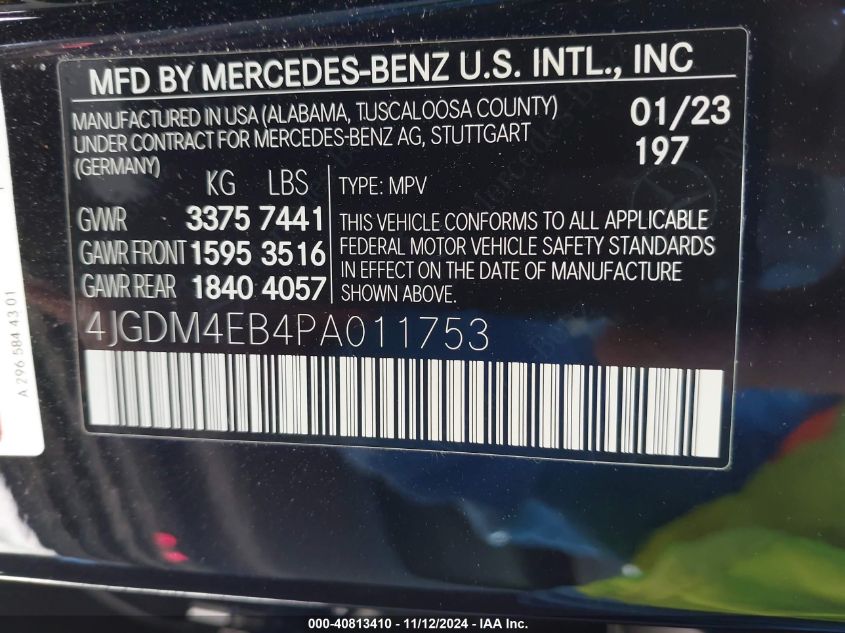 MFD BY MERCEDES-BENZ U.S. INTL., INC
MANUFACTURED IN USA (ALABAMA, TUSCALOOSA COUNTY)
UNDER CONTRACT FOR MERCEDES-BENZ AG, STUTTGART
(GERMANY)
01/23
197
KG LBS
GVWR 3375 7441
GAWR FRONT 1595 3516
GAWR REAR 1840 4057
TYPE: MPV
THIS VEHICLE CONFORMS TO ALL APPLICABLE
FEDERAL MOTOR VEHICLE SAFETY STANDARDS
IN EFFECT ON THE DATE OF MANUFACTURE
SHOWN ABOVE.
4JGDM4EB4PA011753
A 296 584 43 01
000-40813410 - 11/12/2024 - IAA Inc.